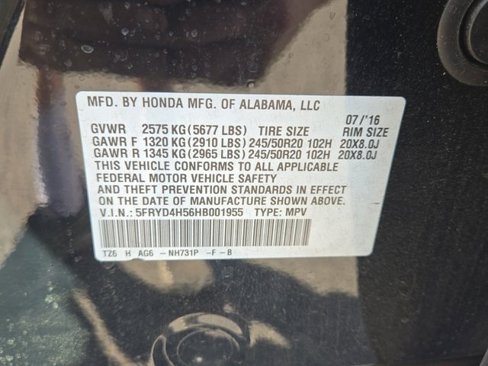 MFD. BY HONDA MFG. OF ALABAMA, LLC
07/'16
GVWR 2575 KG (5677 LBS) TIRE SIZE RIM SIZE
GAWR F 1320 KG (2910 LBS) 245/50R20 102H 20X8.0J
GAWR R 1345 KG (2965 LBS) 245/50R20 102H 20X8.0J
THIS VEHICLE CONFORMS TO ALL APPLICABLE
FEDERAL MOTOR VEHICLE SAFETY
AND THEFT PREVENTION STANDARDS IN EFFECT
ON THE DATE OF MANUFACTURE SHOWN ABOVE.
V.I.N.: 5FRYD4H56HB001955 TYPE: MPV
TZ6 H AG6 -NH731P -F-B